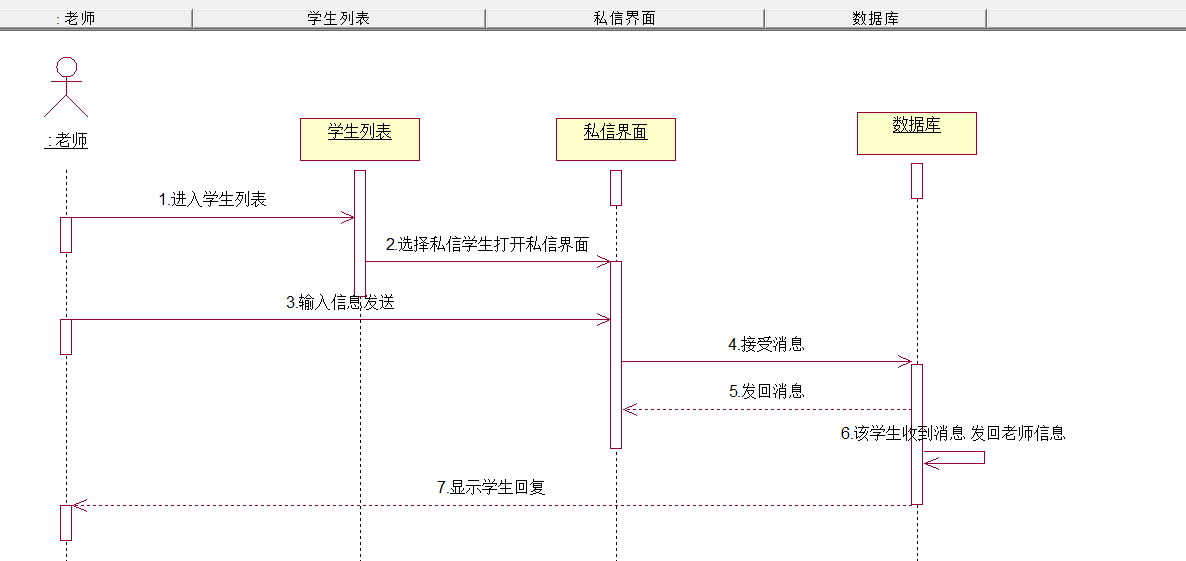 : 老师
学生列表
私信界面
数据库
: 老师
学生列表
私信界面
数据库
1.进入学生列表
2.选择私信学生打开私信界面
3.输入信息发送
4.接受消息
5.发回消息
6.该学生收到消息 发回老师信息
7.显示学生回复